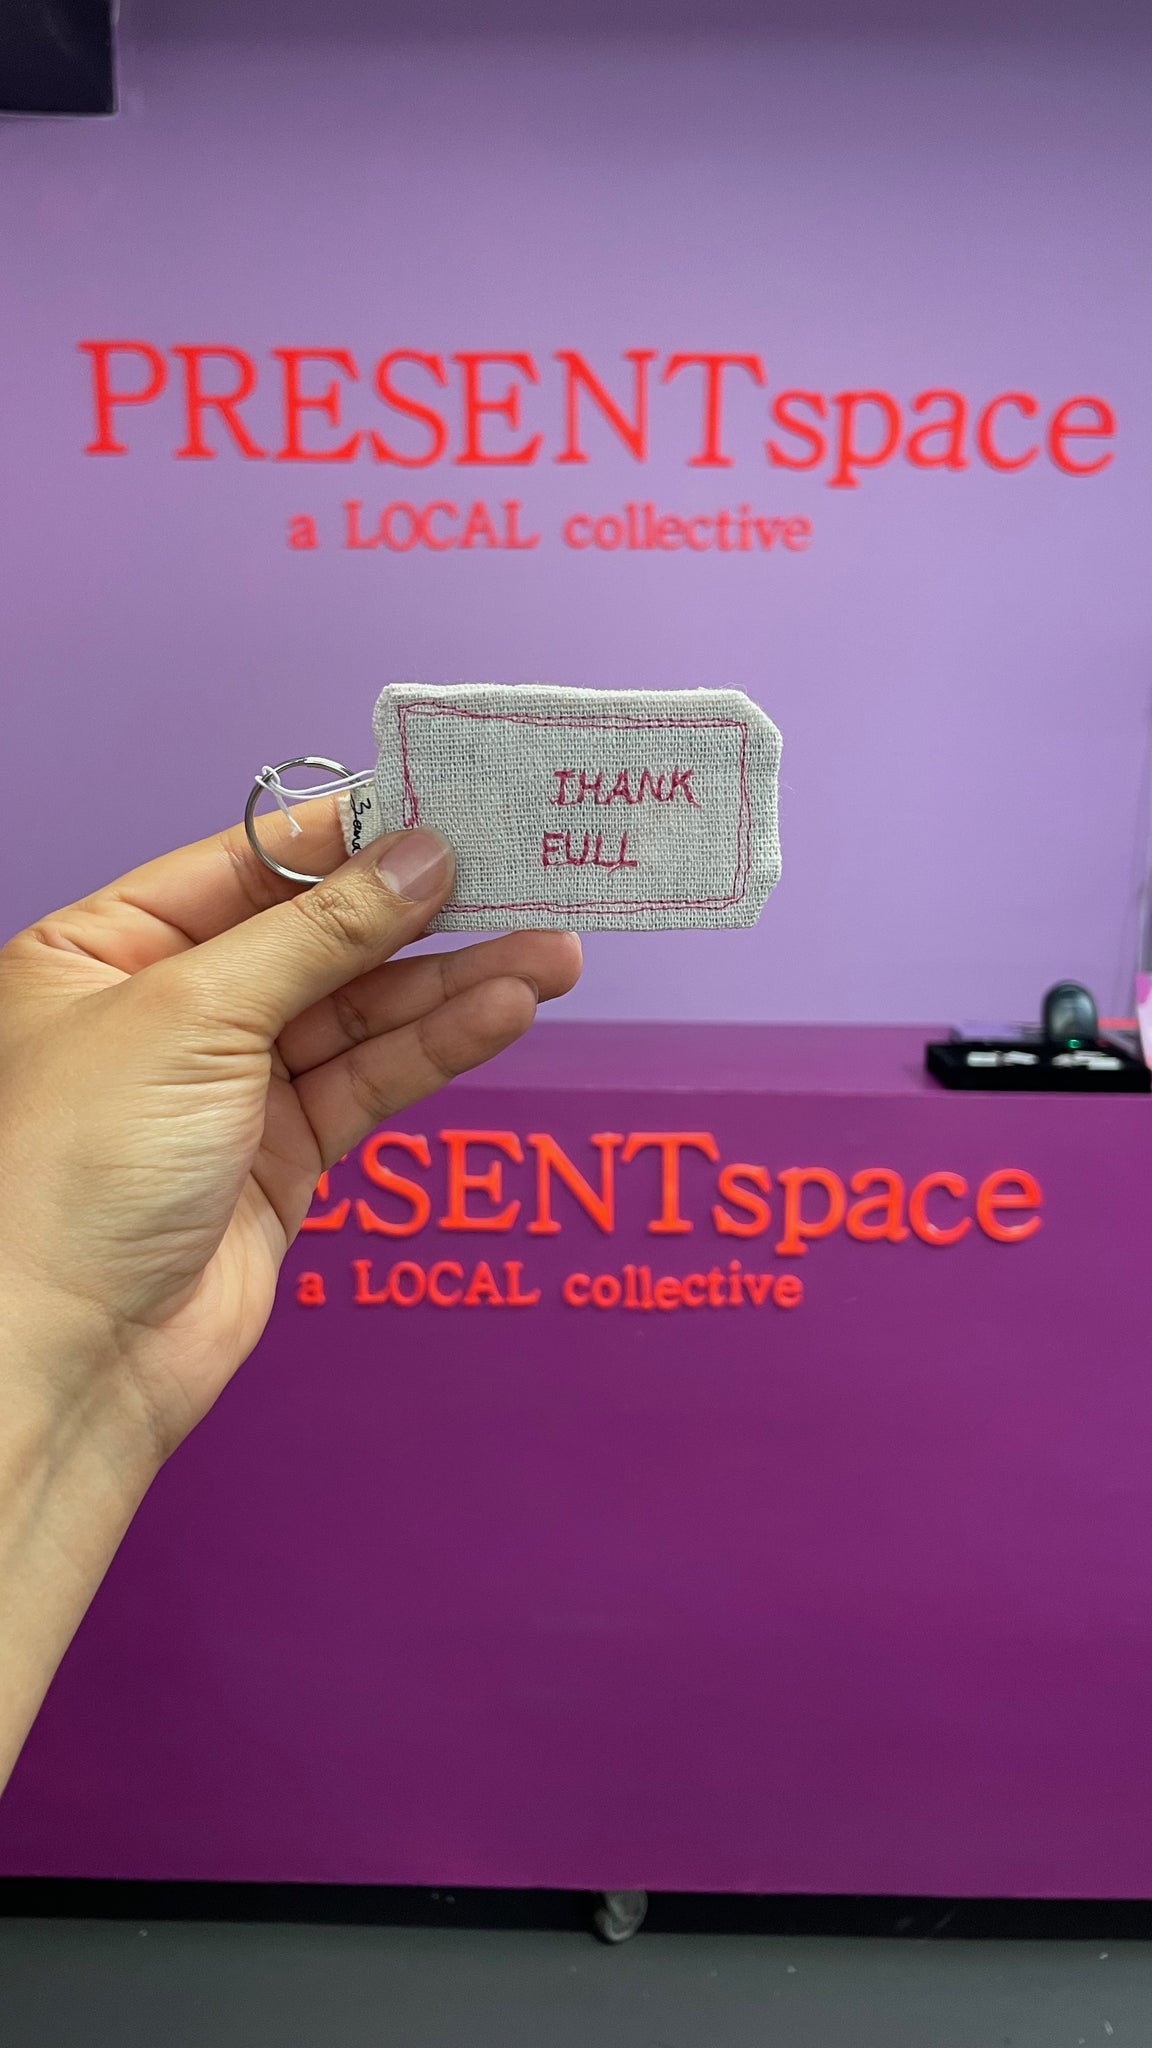 PRESENTspace
a LOCAL collective
THANK
FULL
ESENTspace
a LOCAL collective